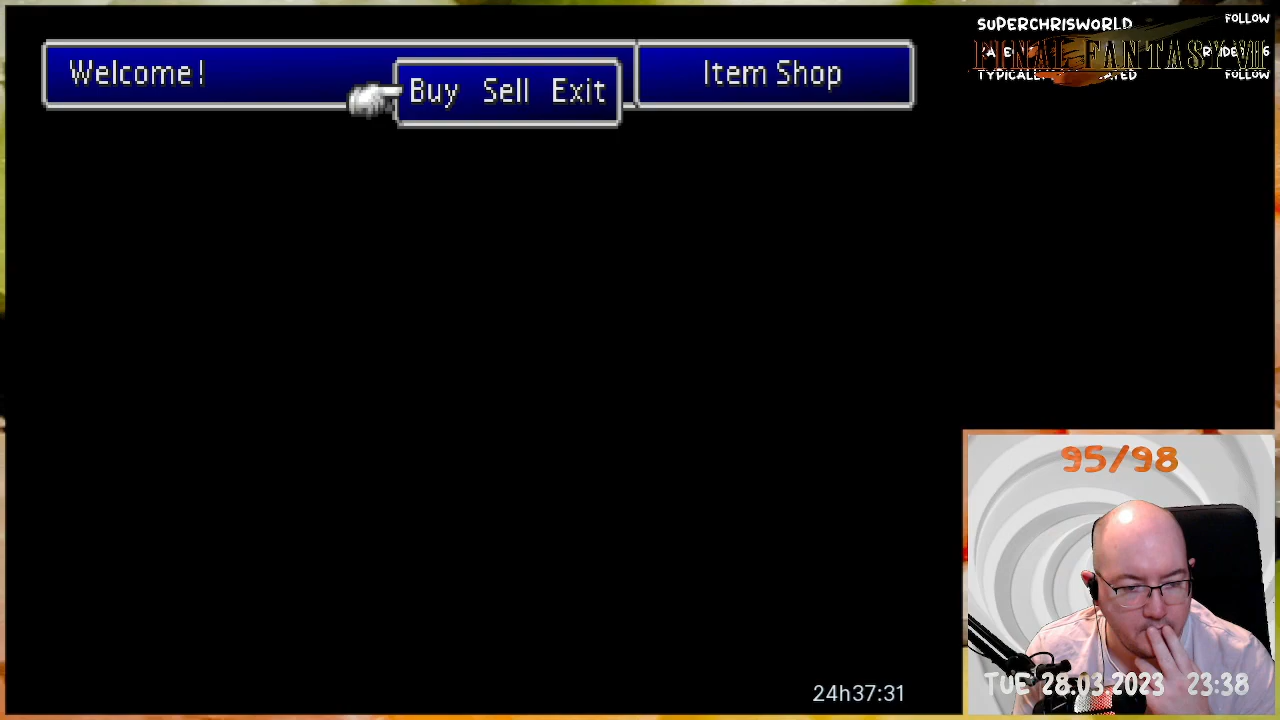 Welcome!
Buy Sell Exit
Item Shop
SUPERCHRISWORLD
FOLLOW
FINAL FANTASY VII
FOLLOW
95/98
TUE 28.03.2023 23:38
24h37:31